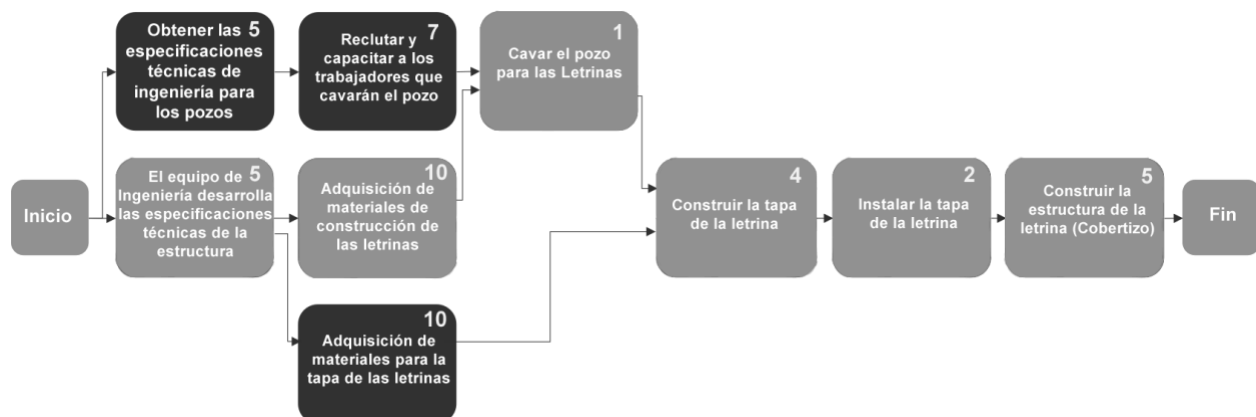 Obtener las 5
especificaciones
técnicas de
ingeniería para
los pozos
7
Reclutar y
capacitar a los
trabajadores que
cavarán el pozo
1
Cavar el pozo
para las Letrinas
Inicio
El equipo de 5
Ingeniería desarrolla
las especificaciones
técnicas de la
estructura
10
Adquisición de
materiales de
construcción de
las letrinas
10
Adquisición de
materiales para la
tapa de las letrinas
4
Construir la tapa
de la letrina
2
Instalar la tapa
de la letrina
5
Construir la
estructura de la
letrina (Cobertizo)
Fin